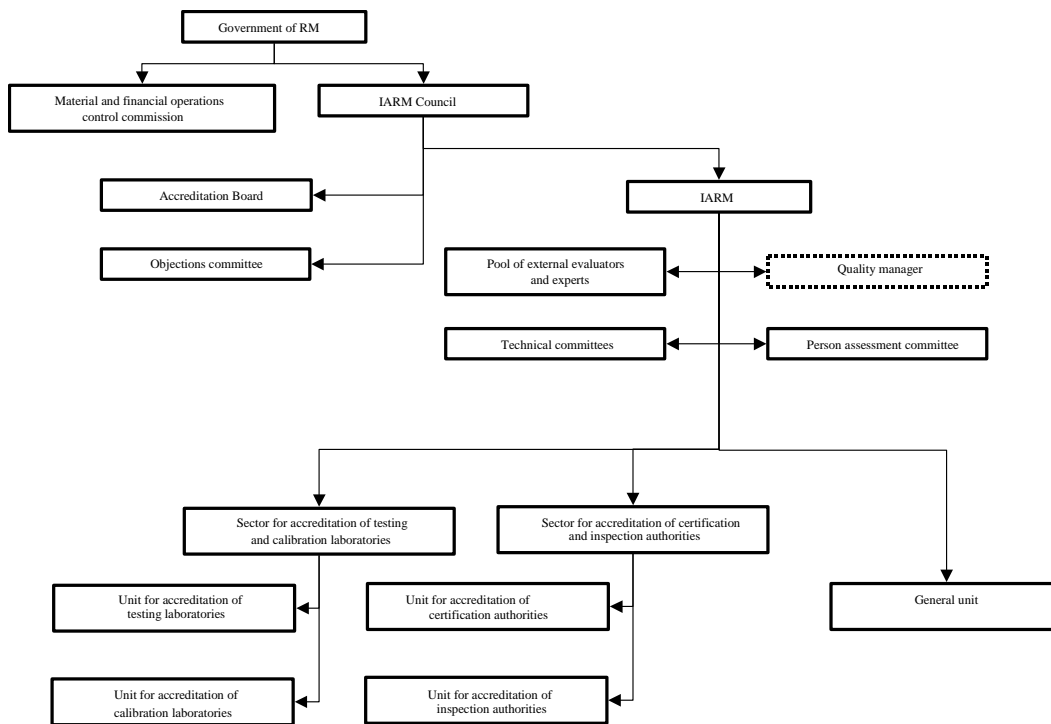 Government of RM
Material and financial operations
control commission
IARM Council
Accreditation Board
IARM
Objections committee
Pool of external evaluators
and experts
Quality manager
Technical committees
Person assessment committee
Sector for accreditation of testing
and calibration laboratories
Sector for accreditation of certification
and inspection authorities
Unit for accreditation of
testing laboratories
Unit for accreditation of
certification authorities
General unit
Unit for accreditation of
calibration laboratories
Unit for accreditation of
inspection authorities